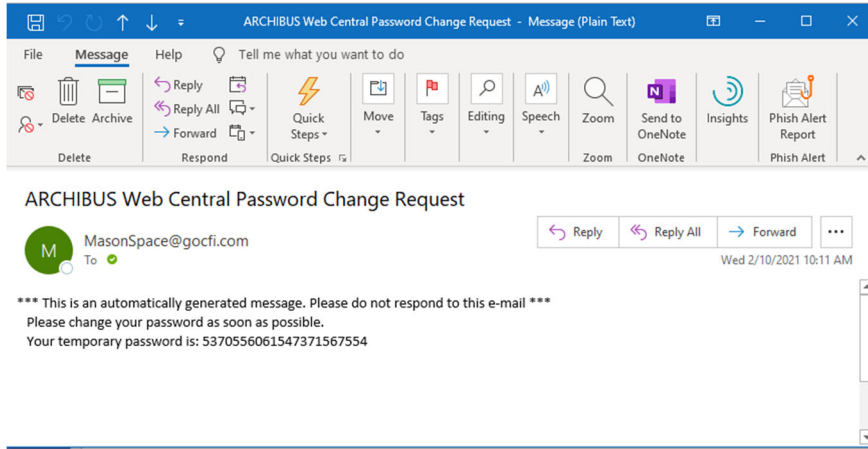 ARCHIBUS Web Central Password Change Request - Message (Plain Text)
File Message Help Tell me what you want to do
Delete Archive
Reply
Reply All
Forward
Quick Steps
Move
Tags
Editing
Speech
Zoom
Send to OneNote
Insights
Phish Alert Report
Delete Respond Quick Steps Zoom OneNote Phish Alert
ARCHIBUS Web Central Password Change Request
M
MasonSpace@gocfi.com
To
Reply Reply All Forward
Wed 2/10/2021 10:11 AM
*** This is an automatically generated message. Please do not respond to this e-mail ***
Please change your password as soon as possible.
Your temporary password is: 5370556061547371567554